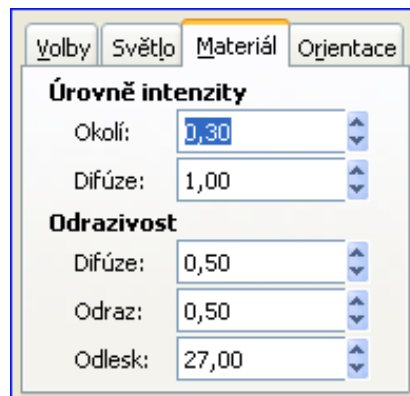 Volby Světlo Materiál Orientace
Úrovně intenzity
Okolí: 0,30
Difúze: 1,00
Odrazivost
Difúze: 0,50
Odraz: 0,50
Odlesk: 27,00